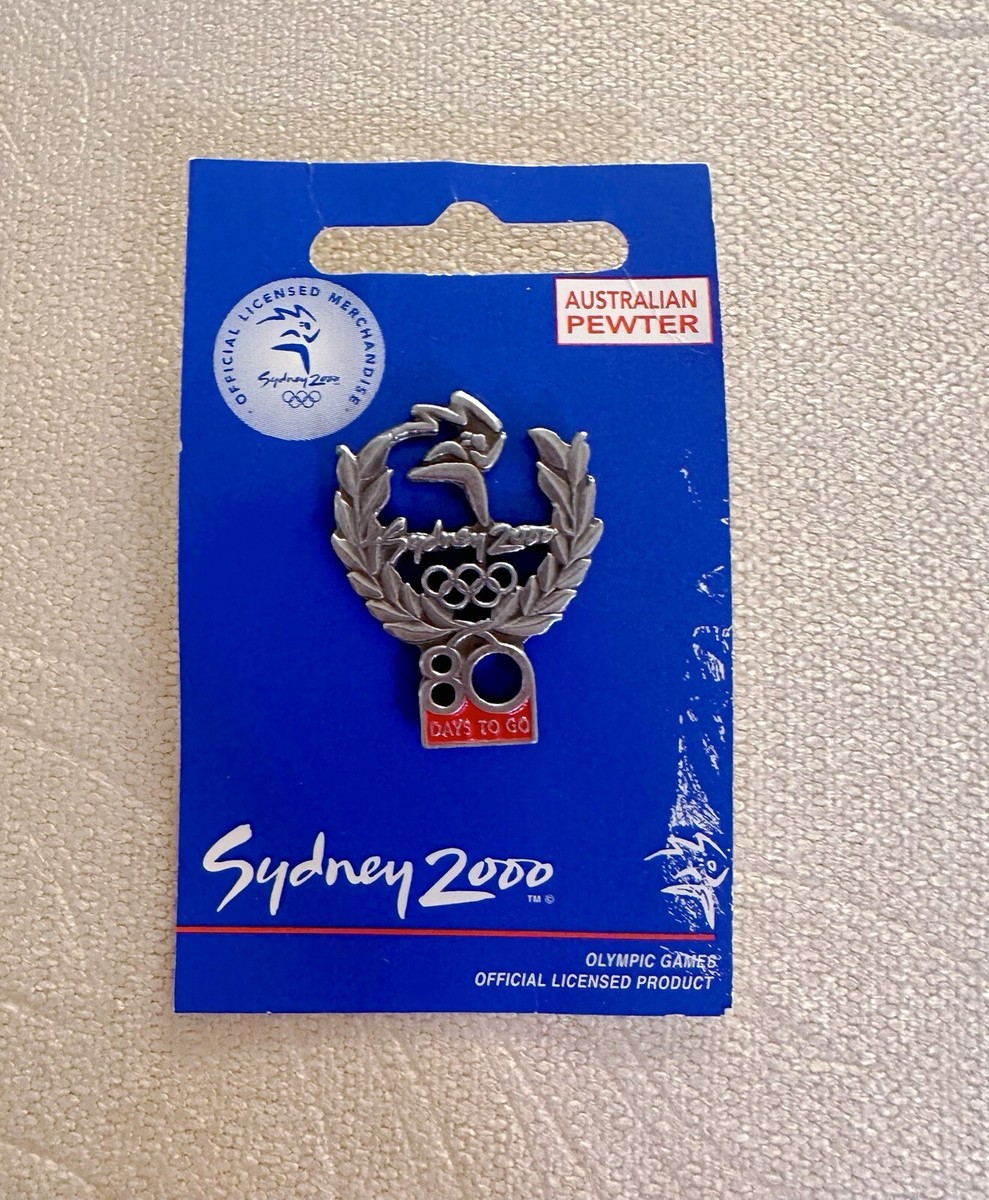 · OFFICIAL LICENSED MERCHANDISE ·
Sydney 2000
AUSTRALIAN
PEWTER
Sydney 2000
80
DAYS TO GO
Sydney 2000
TM ©
OLYMPIC GAMES
OFFICIAL LICENSED PRODUCT